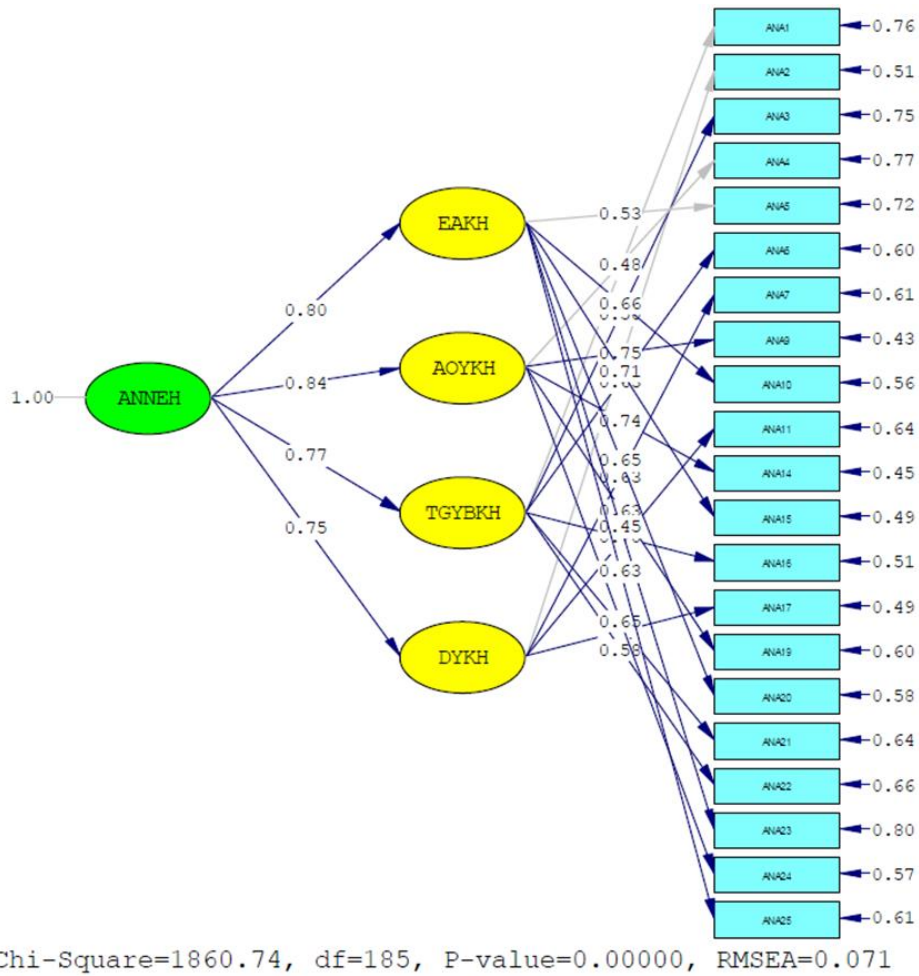 1.00
ANNEH
0.80
0.84
0.77
0.75
EAKH
AOYKH
TGYBKH
DYKH
0.53
0.48
0.66
0.75
0.71
0.74
0.65
0.63
0.45
0.63
0.65
0.58
ANA1 0.76
ANA2 0.51
ANA3 0.75
ANA4 0.77
ANA5 0.72
ANA6 0.60
ANA7 0.61
ANA9 0.43
ANA10 0.56
ANA11 0.64
ANA14 0.45
ANA15 0.49
ANA16 0.51
ANA17 0.49
ANA19 0.60
ANA20 0.58
ANA21 0.64
ANA22 0.66
ANA23 0.80
ANA24 0.57
ANA25 0.61
Chi-Square=1860.74, df=185, P-value=0.00000, RMSEA=0.071